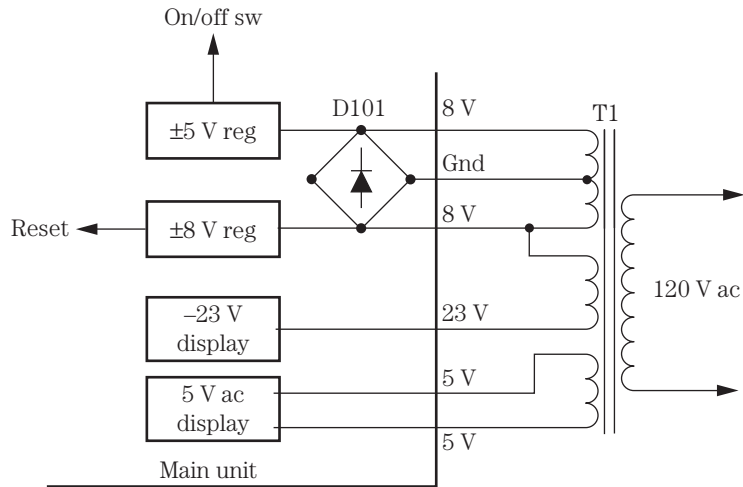 On/off sw
D101
8 V
T1
±5 V reg
Gnd
8 V
Reset
±8 V reg
120 V ac
–23 V
display
23 V
5 V
5 V ac
display
5 V
Main unit